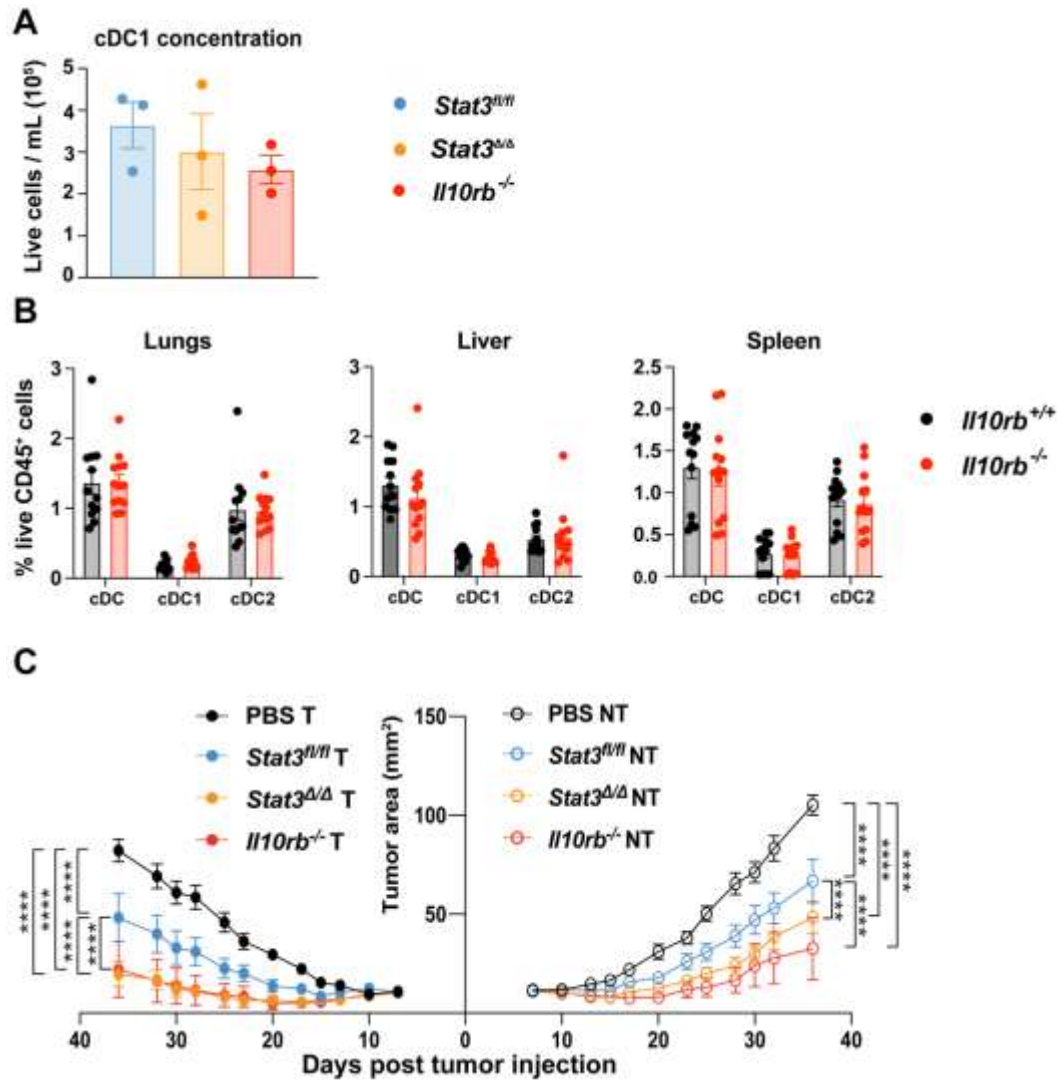 A
cDC1 concentration
Live cells / mL (10⁵)
5
4
3
2
1
0
Stat3fl/fl
Stat3Δ/Δ
Il10rb-/-
B
Lungs
Liver
Spleen
% live CD45⁺ cells
3
2
1
0
cDC cDC1 cDC2
3
2
1
0
cDC cDC1 cDC2
2.5
2.0
1.5
1.0
0.5
0.0
cDC cDC1 cDC2
Il10rb+/+
Il10rb-/-
C
PBS T
Stat3fl/fl T
Stat3Δ/Δ T
Il10rb-/- T
Tumor area (mm²)
150
100
50
PBS NT
Stat3fl/fl NT
Stat3Δ/Δ NT
Il10rb-/- NT
****
****
****
****
****
****
****
****
****
****
40 30 20 10 0 10 20 30 40
Days post tumor injection